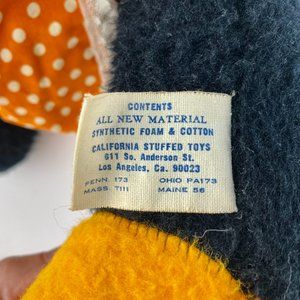 CONTENTS
ALL NEW MATERIAL
SYNTHETIC FOAM & COTTON
CALIFORNIA STUFFED TOYS
611 So. Anderson St.
Los Angeles, Ca. 90023
PENN. 173 OHIO PA173
MASS. T111 MAINE 56